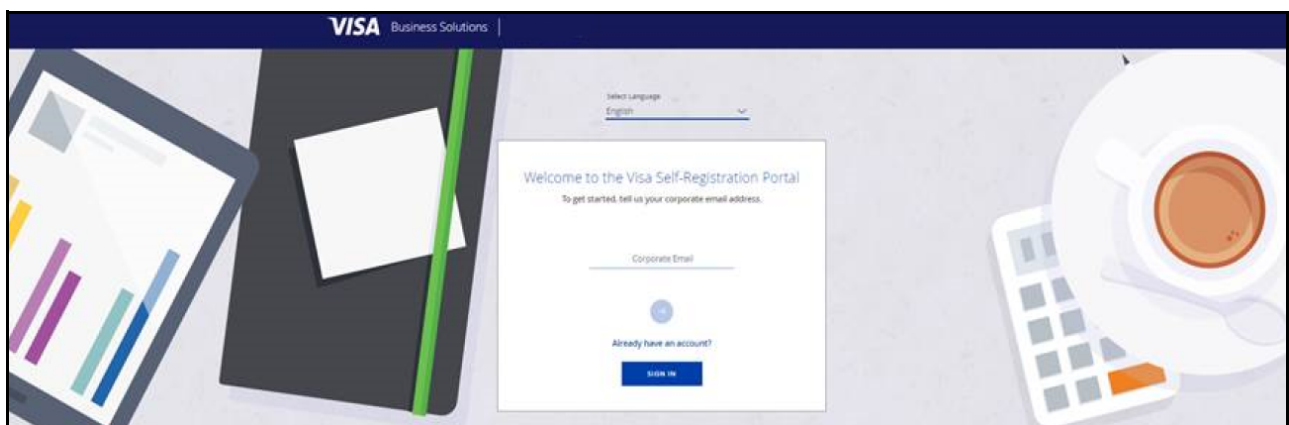 VISA Business Solutions
Select Language
English
Welcome to the Visa Self-Registration Portal
To get started, tell us your corporate email address.
Corporate Email
Already have an account?
SIGN IN